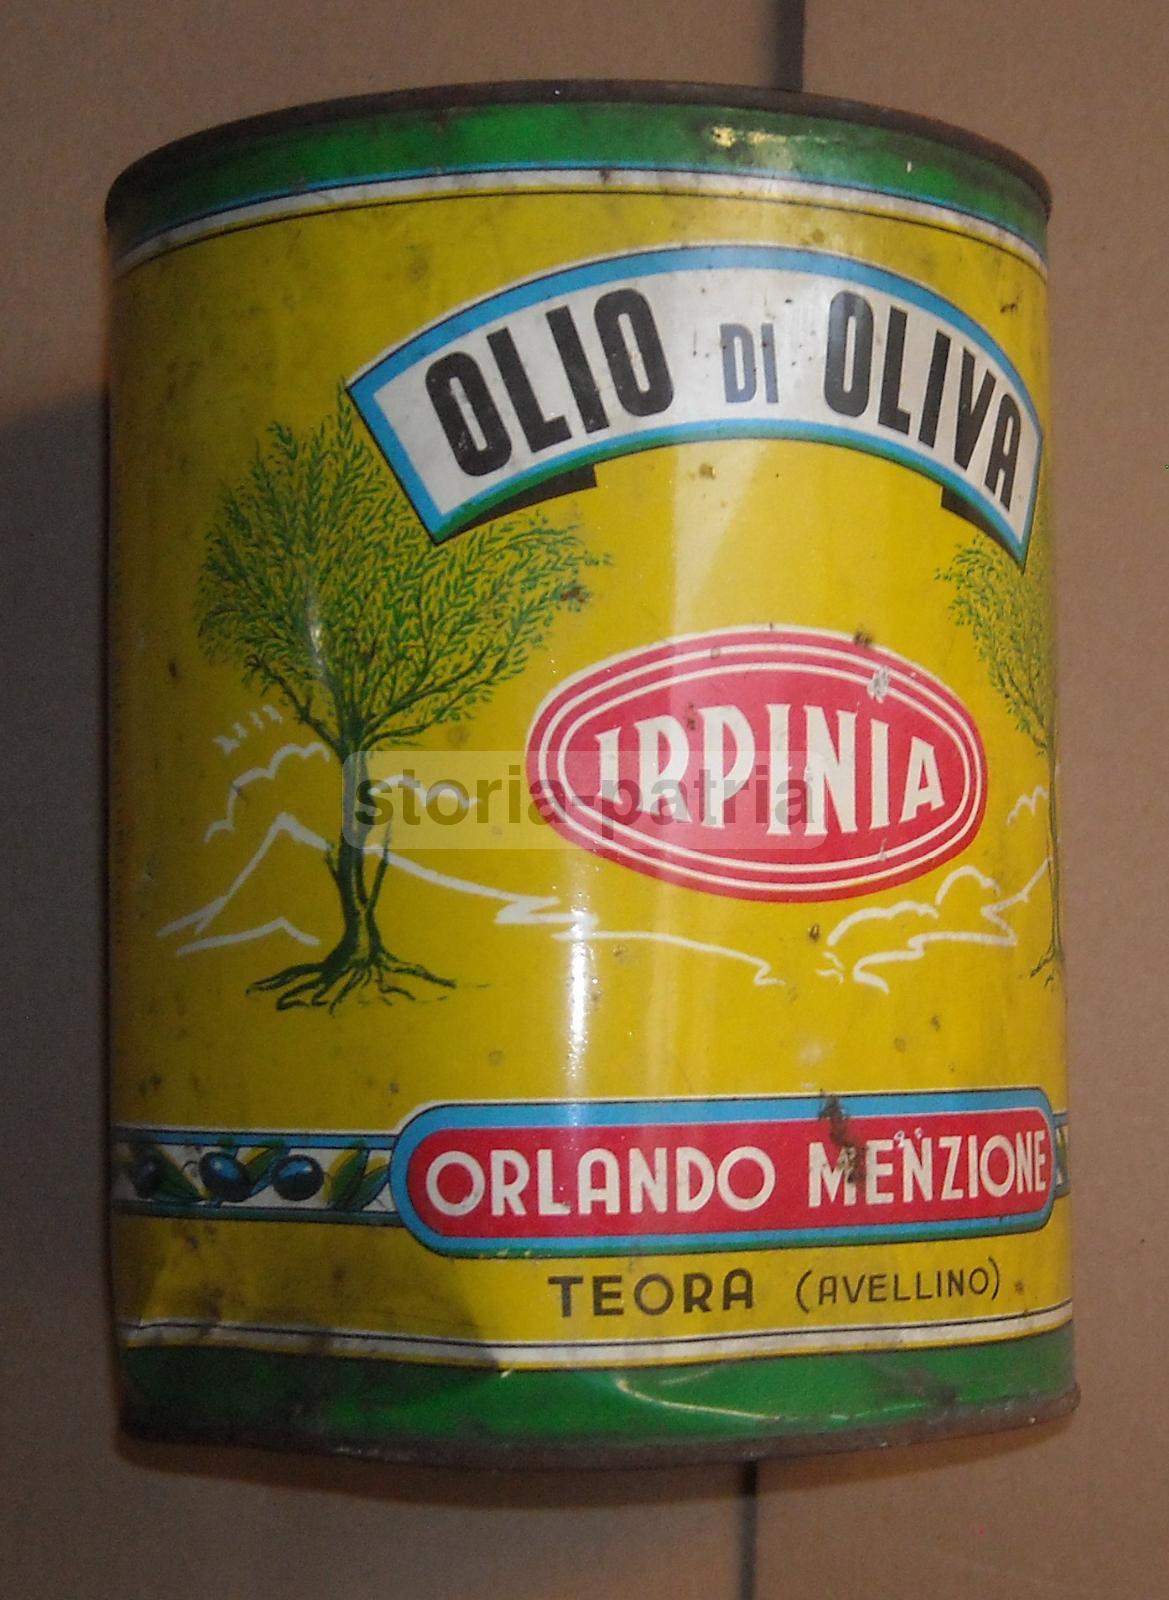 OLIO DI OLIVA
IRPINIA
storia-patria
ORLANDO MENZIONE
TEORA (AVELLINO)